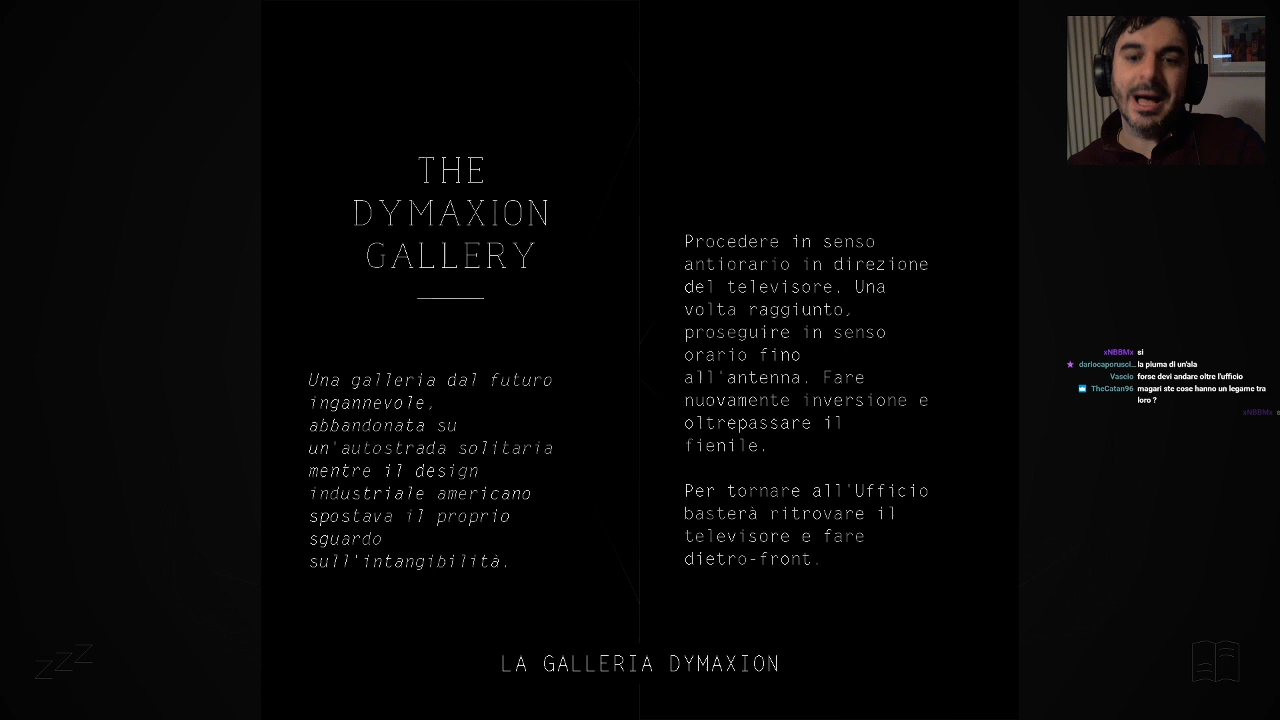 THE
DYMAXION
GALLERY
Una galleria dal futuro
ingannevole,
abbandonata su
un'autostrada solitaria
mentre il design
industriale americano
spostava il proprio
sguardo
sull'intangibilità.
Procedere in senso
antiorario in direzione
del televisore. Una
volta raggiunto,
proseguire in senso
orario fino
all'antenna. Fare
nuovamente inversione e
oltrepassare il
fienile.
Per tornare all'Ufficio
basterà ritrovare il
televisore e fare
dietro-front.
LA GALLERIA DYMAXION
zzz
xNBBMx si
dariocaporuscl... la piuma di un'ala
Vascio forse devi andare oltre l'ufficio
TheCatan96 magari ste cose hanno un legame tra
loro ?
xNBBMx s